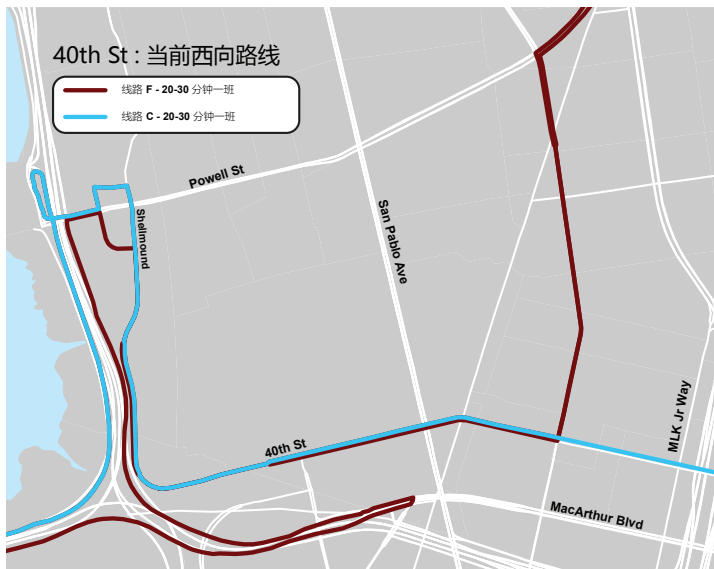 40th St : 当前西向路线
线路 F - 20-30 分钟一班
线路 C - 20-30 分钟一班
Powell St
Shellmound
San Pablo Ave
40th St
MLK Jr Way
MacArthur Blvd